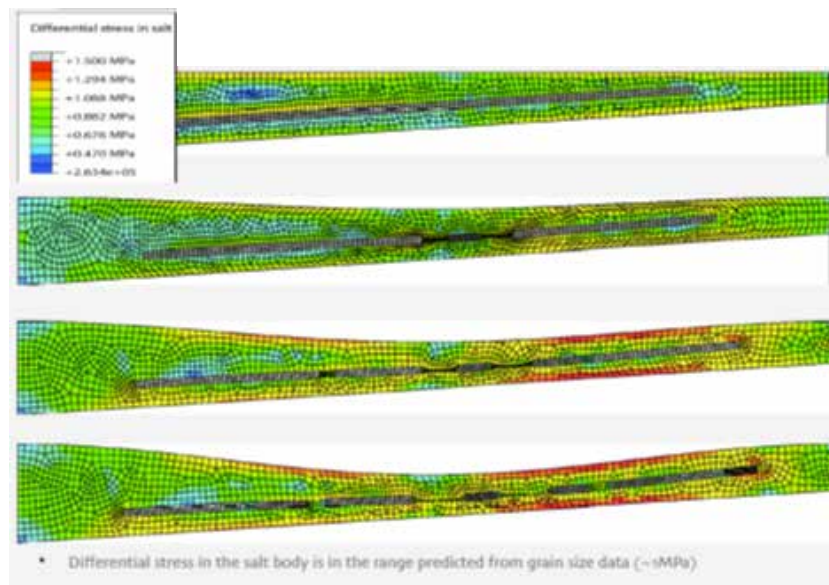 Differential stress in salt
+1.500 MPa
+1.294 MPa
+1.088 MPa
+0.882 MPa
+0.676 MPa
+0.470 MPa
+2.634e+05
• Differential stress in the salt body is in the range predicted from grain size data (~1MPa)